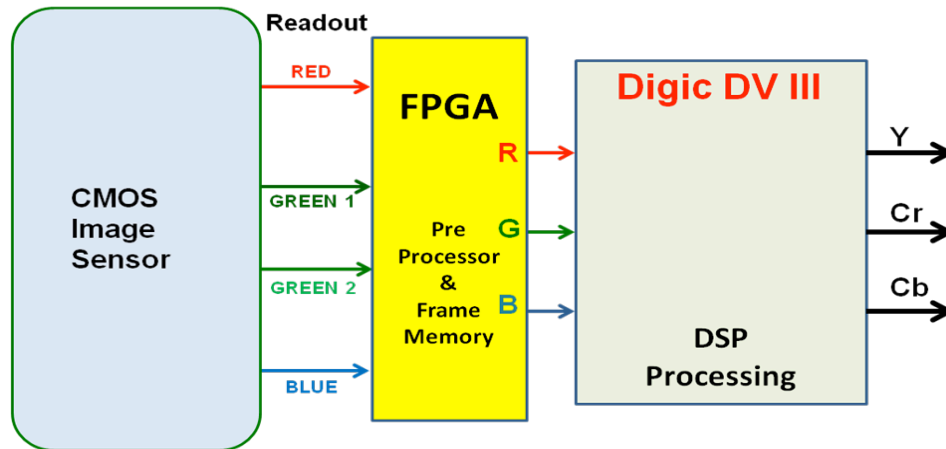 Readout
CMOS
Image
Sensor
RED
GREEN 1
GREEN 2
BLUE
FPGA
Pre
Processor
&
Frame
Memory
R
G
B
Digic DV III
DSP
Processing
Y
Cr
Cb